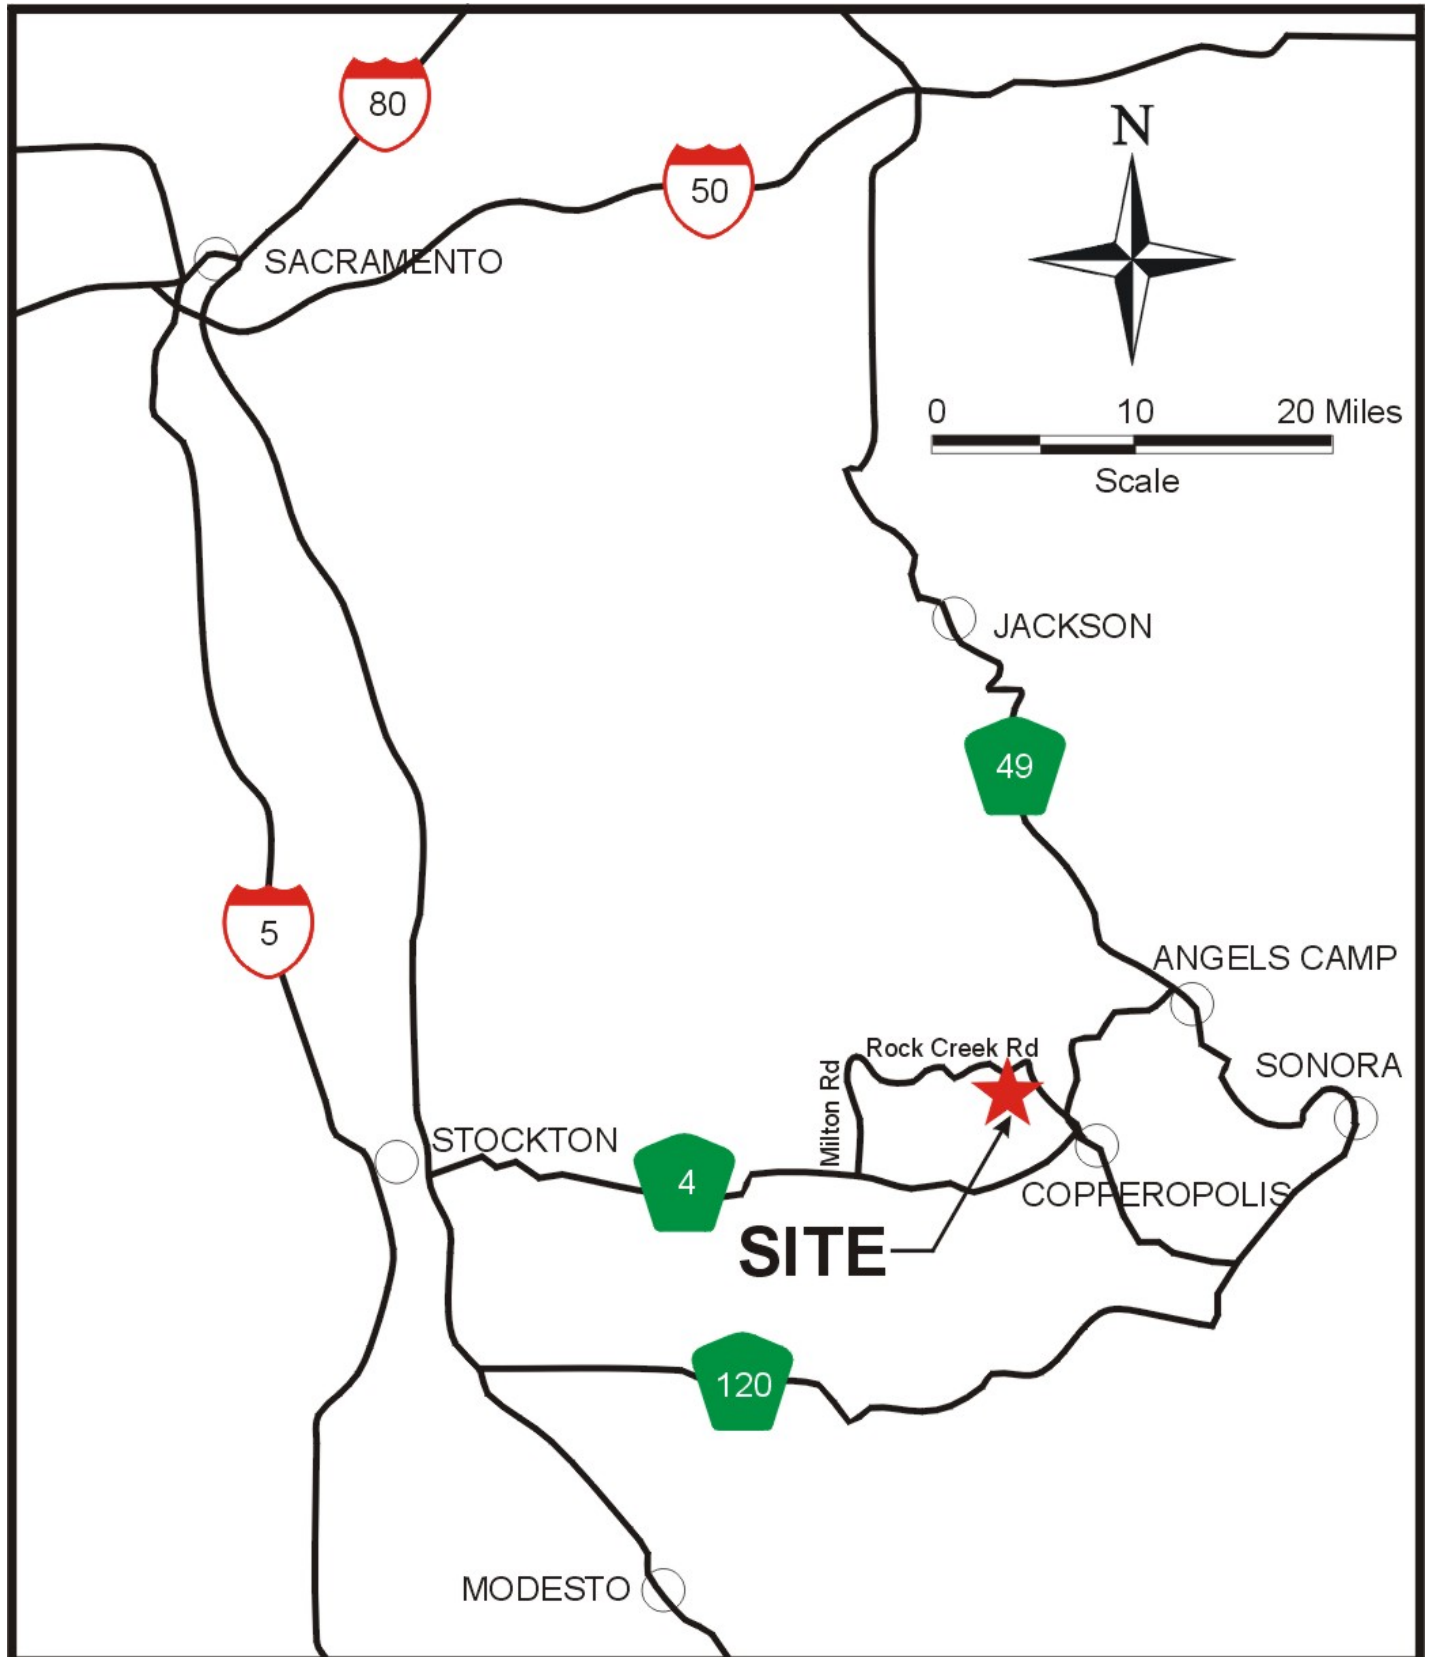 80
N
50
SACRAMENTO
0 10 20 Miles
Scale
JACKSON
49
5
ANGELS CAMP
Rock Creek Rd
SONORA
Milton Rd
STOCKTON
4
COPPEROPOLIS
SITE
120
MODESTO